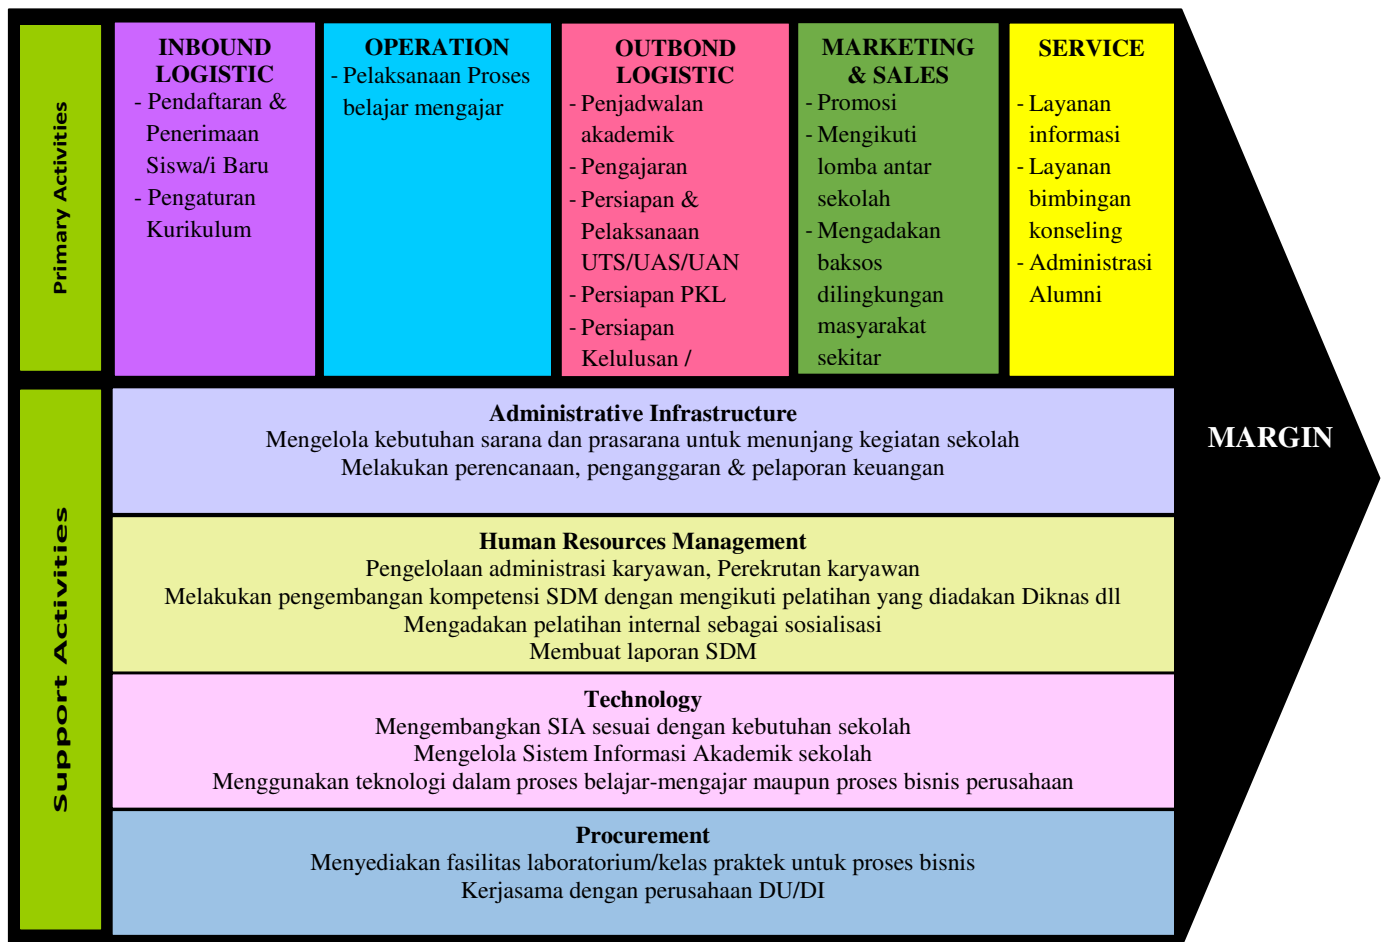 Primary Activities
INBOUND
LOGISTIC
- Pendaftaran &
Penerimaan
Siswa/i Baru
- Pengaturan
Kurikulum
OPERATION
- Pelaksanaan Proses
belajar mengajar
OUTBOND
LOGISTIC
- Penjadwalan
akademik
- Pengajaran
- Persiapan &
Pelaksanaan
UTS/UAS/UAN
- Persiapan PKL
- Persiapan
Kelulusan /
MARKETING
& SALES
- Promosi
- Mengikuti
lomba antar
sekolah
- Mengadakan
baksos
dilingkungan
masyarakat
sekitar
SERVICE
- Layanan
informasi
- Layanan
bimbingan
konseling
- Administrasi
Alumni
Support Activities
Administrative Infrastructure
Mengelola kebutuhan sarana dan prasarana untuk menunjang kegiatan sekolah
Melakukan perencanaan, penganggaran & pelaporan keuangan
Human Resources Management
Pengelolaan administrasi karyawan, Perekrutan karyawan
Melakukan pengembangan kompetensi SDM dengan mengikuti pelatihan yang diadakan Diknas dll
Mengadakan pelatihan internal sebagai sosialisasi
Membuat laporan SDM
Technology
Mengembangkan SIA sesuai dengan kebutuhan sekolah
Mengelola Sistem Informasi Akademik sekolah
Menggunakan teknologi dalam proses belajar-mengajar maupun proses bisnis perusahaan
Procurement
Menyediakan fasilitas laboratorium/kelas praktek untuk proses bisnis
Kerjasama dengan perusahaan DU/DI
MARGIN